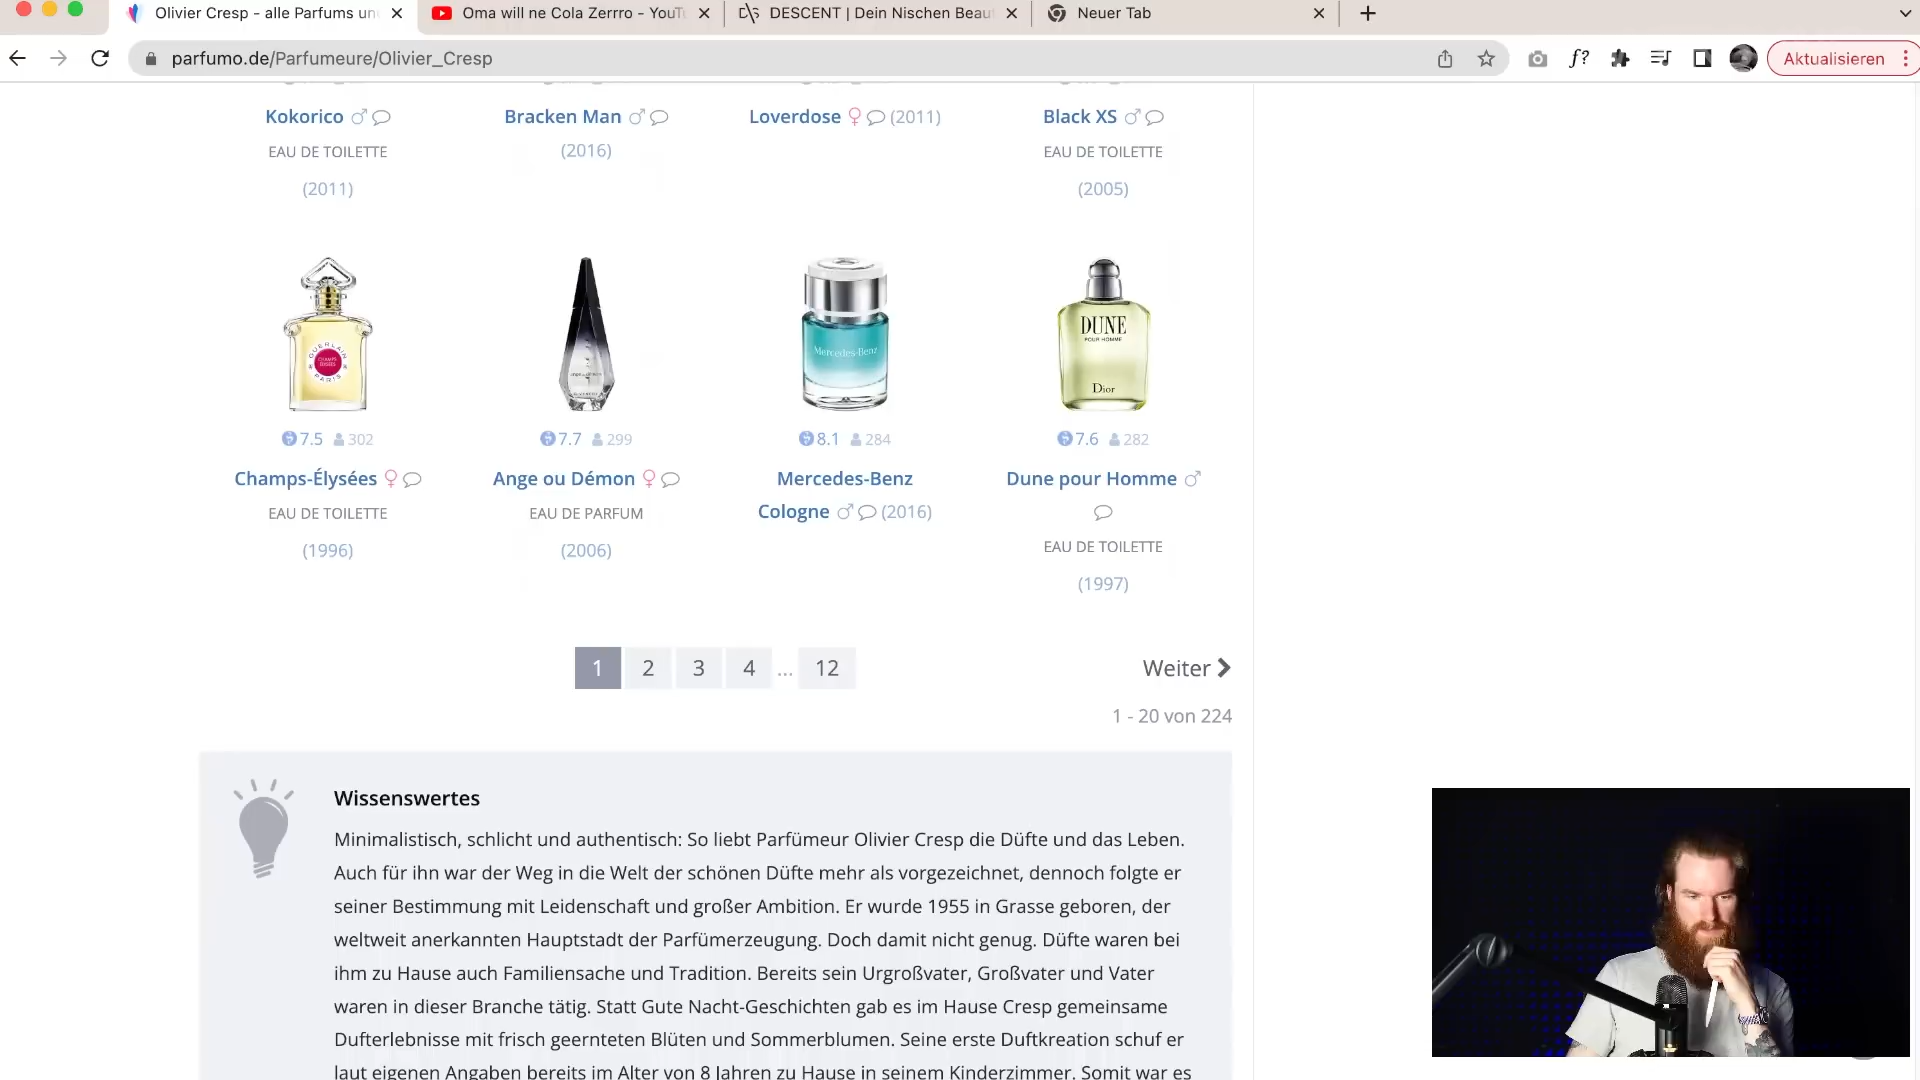 Olivier Cresp - alle Parfums un
Oma will ne Cola Zerrro - YouTu
DESCENT | Dein Nischen Beau
Neuer Tab
parfumo.de/Parfumeure/Olivier_Cresp
f?
Aktualisieren
Kokorico
EAU DE TOILETTE
(2011)
Bracken Man
(2016)
Loverdose (2011)
Black XS
EAU DE TOILETTE
(2005)
GUERLAIN
CHAMPS
ELYSEES
PARIS
Mercedes-Benz
DUNE
POUR HOMME
Dior
7.5 302
Champs-Élysées
EAU DE TOILETTE
(1996)
7.7 299
Ange ou Démon
EAU DE PARFUM
(2006)
8.1 284
Mercedes-Benz
Cologne (2016)
7.6 282
Dune pour Homme
EAU DE TOILETTE
(1997)
1 2 3 4 ... 12
Weiter
1 - 20 von 224
Wissenswertes
Minimalistisch, schlicht und authentisch: So liebt Parfümeur Olivier Cresp die Düfte und das Leben.
Auch für ihn war der Weg in die Welt der schönen Düfte mehr als vorgezeichnet, dennoch folgte er
seiner Bestimmung mit Leidenschaft und großer Ambition. Er wurde 1955 in Grasse geboren, der
weltweit anerkannten Hauptstadt der Parfümerzeugung. Doch damit nicht genug. Düfte waren bei
ihm zu Hause auch Familiensache und Tradition. Bereits sein Urgroßvater, Großvater und Vater
waren in dieser Branche tätig. Statt Gute Nacht-Geschichten gab es im Hause Cresp gemeinsame
Dufterlebnisse mit frisch geernteten Blüten und Sommerblumen. Seine erste Duftkreation schuf er
laut eigenen Angaben bereits im Alter von 8 Jahren zu Hause in seinem Kinderzimmer. Somit war es